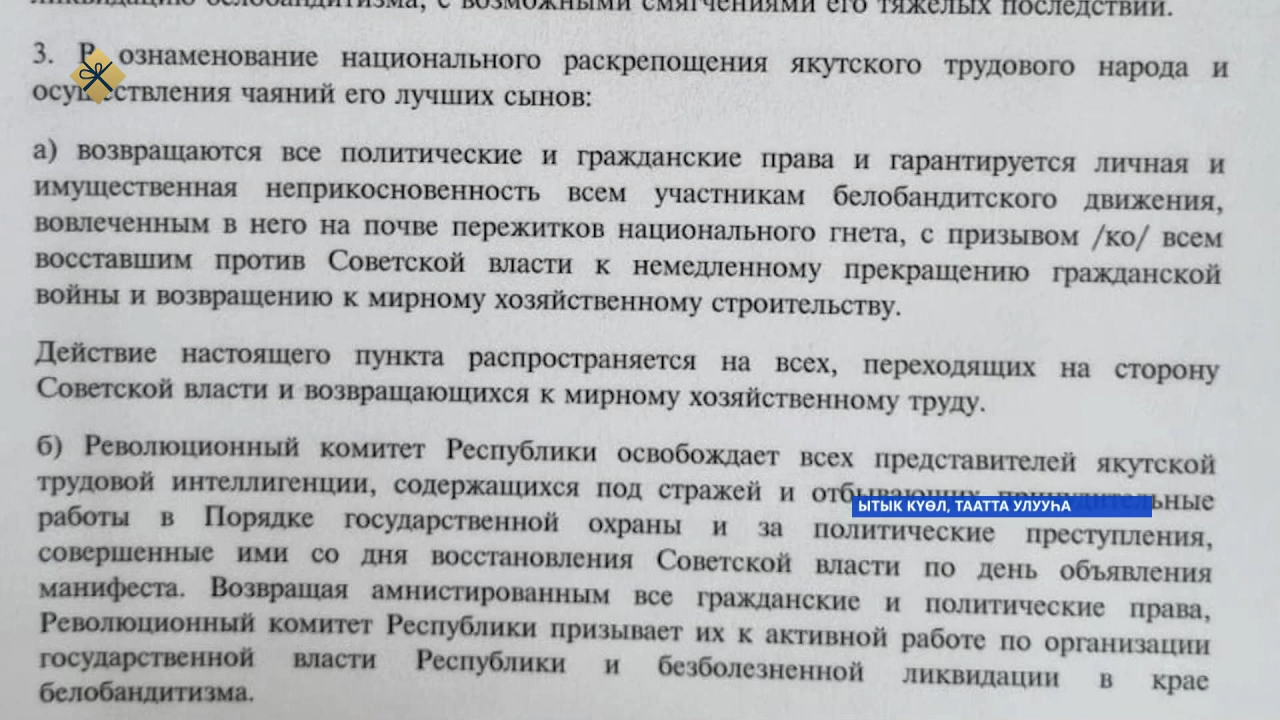 ликвидацию белобандитизма, с возможными смягчениями его тяжелых последствий.
3. В ознаменование национального раскрепощения якутского трудового народа и
осуществления чаяний его лучших сынов:
а) возвращаются все политические и гражданские права и гарантируется личная и
имущественная неприкосновенность всем участникам белобандитского движения,
вовлеченным в него на почве пережитков национального гнета, с призывом /ко/ всем
восставшим против Советской власти к немедленному прекращению гражданской
войны и возвращению к мирному хозяйственному строительству.
Действие настоящего пункта распространяется на всех, переходящих на сторону
Советской власти и возвращающихся к мирному хозяйственному труду.
б) Революционный комитет Республики освобождает всех представителей якутской
трудовой интеллигенции, содержащихся под стражей и отбывающих принудительные
ЫТЫК КҮӨЛ, ТААТТА УЛУУҺА
работы в Порядке государственной охраны и за политические преступления,
совершенные ими со дня восстановления Советской власти по день объявления
манифеста. Возвращая амнистированным все гражданские и политические права,
Революционный комитет Республики призывает их к активной работе по организации
государственной власти Республики и безболезненной ликвидации в крае
белобандитизма.